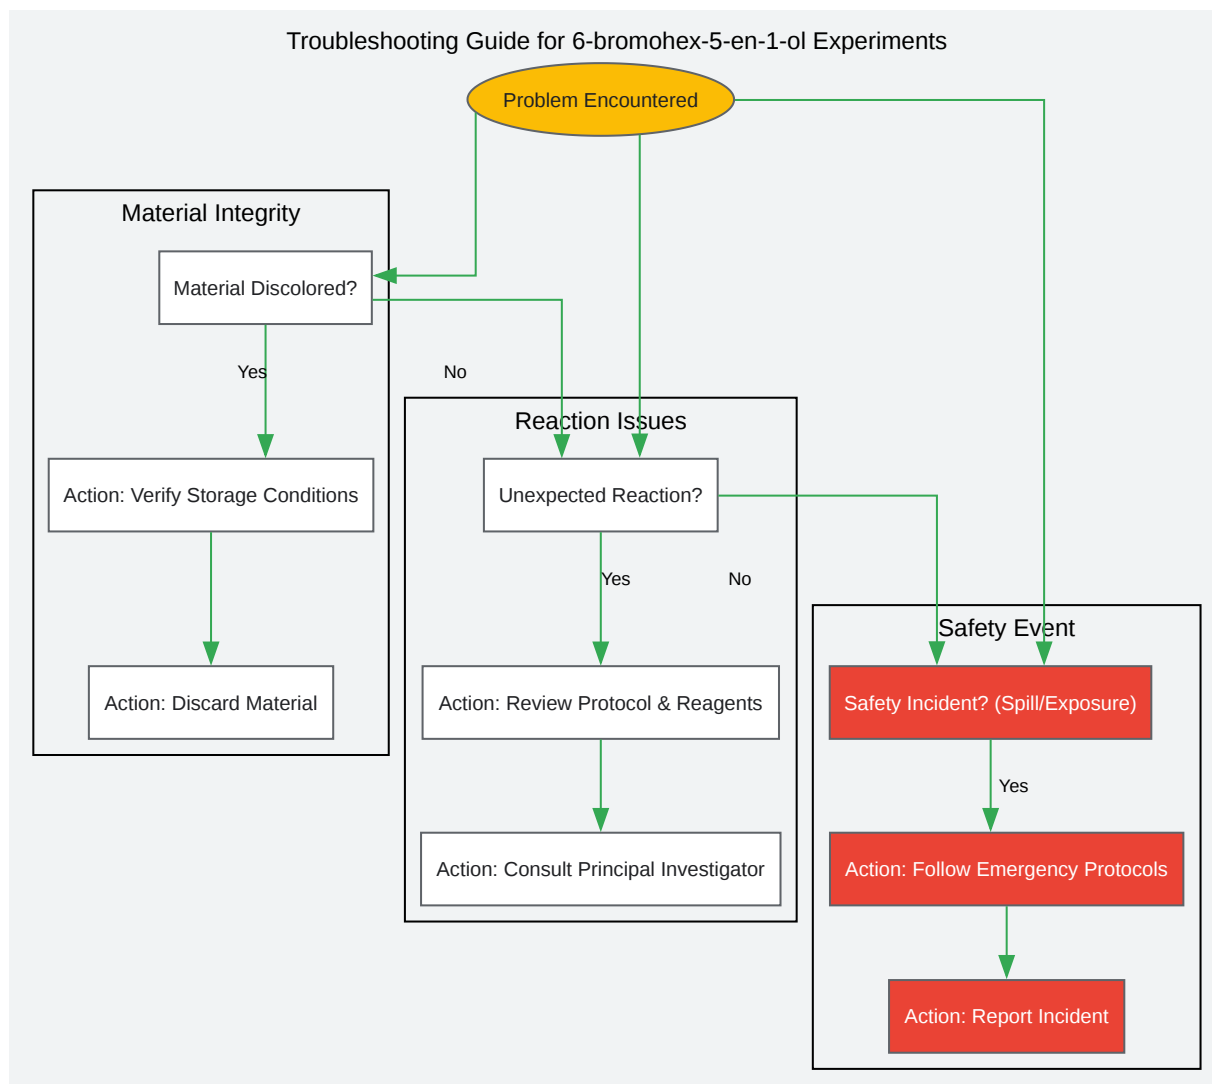 Troubleshooting Guide for 6-bromohex-5-en-1-ol Experiments
Problem Encountered
Material Integrity
Material Discolored?
Yes
No
Action: Verify Storage Conditions
Action: Discard Material
Reaction Issues
Unexpected Reaction?
Yes
No
Action: Review Protocol & Reagents
Action: Consult Principal Investigator
Safety Event
Safety Incident? (Spill/Exposure)
Yes
Action: Follow Emergency Protocols
Action: Report Incident